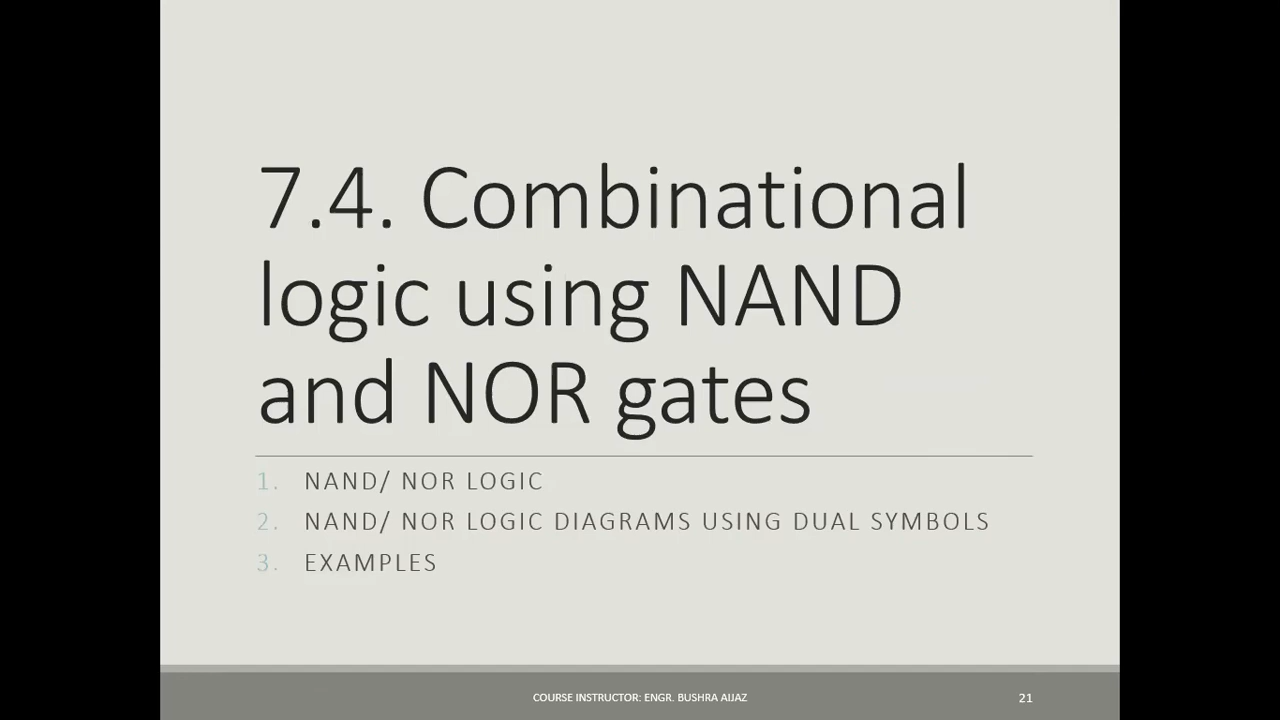 7.4. Combinational
logic using NAND
and NOR gates
1. NAND/ NOR LOGIC
2. NAND/ NOR LOGIC DIAGRAMS USING DUAL SYMBOLS
3. EXAMPLES
COURSE INSTRUCTOR: ENGR. BUSHRA AIJAZ
21